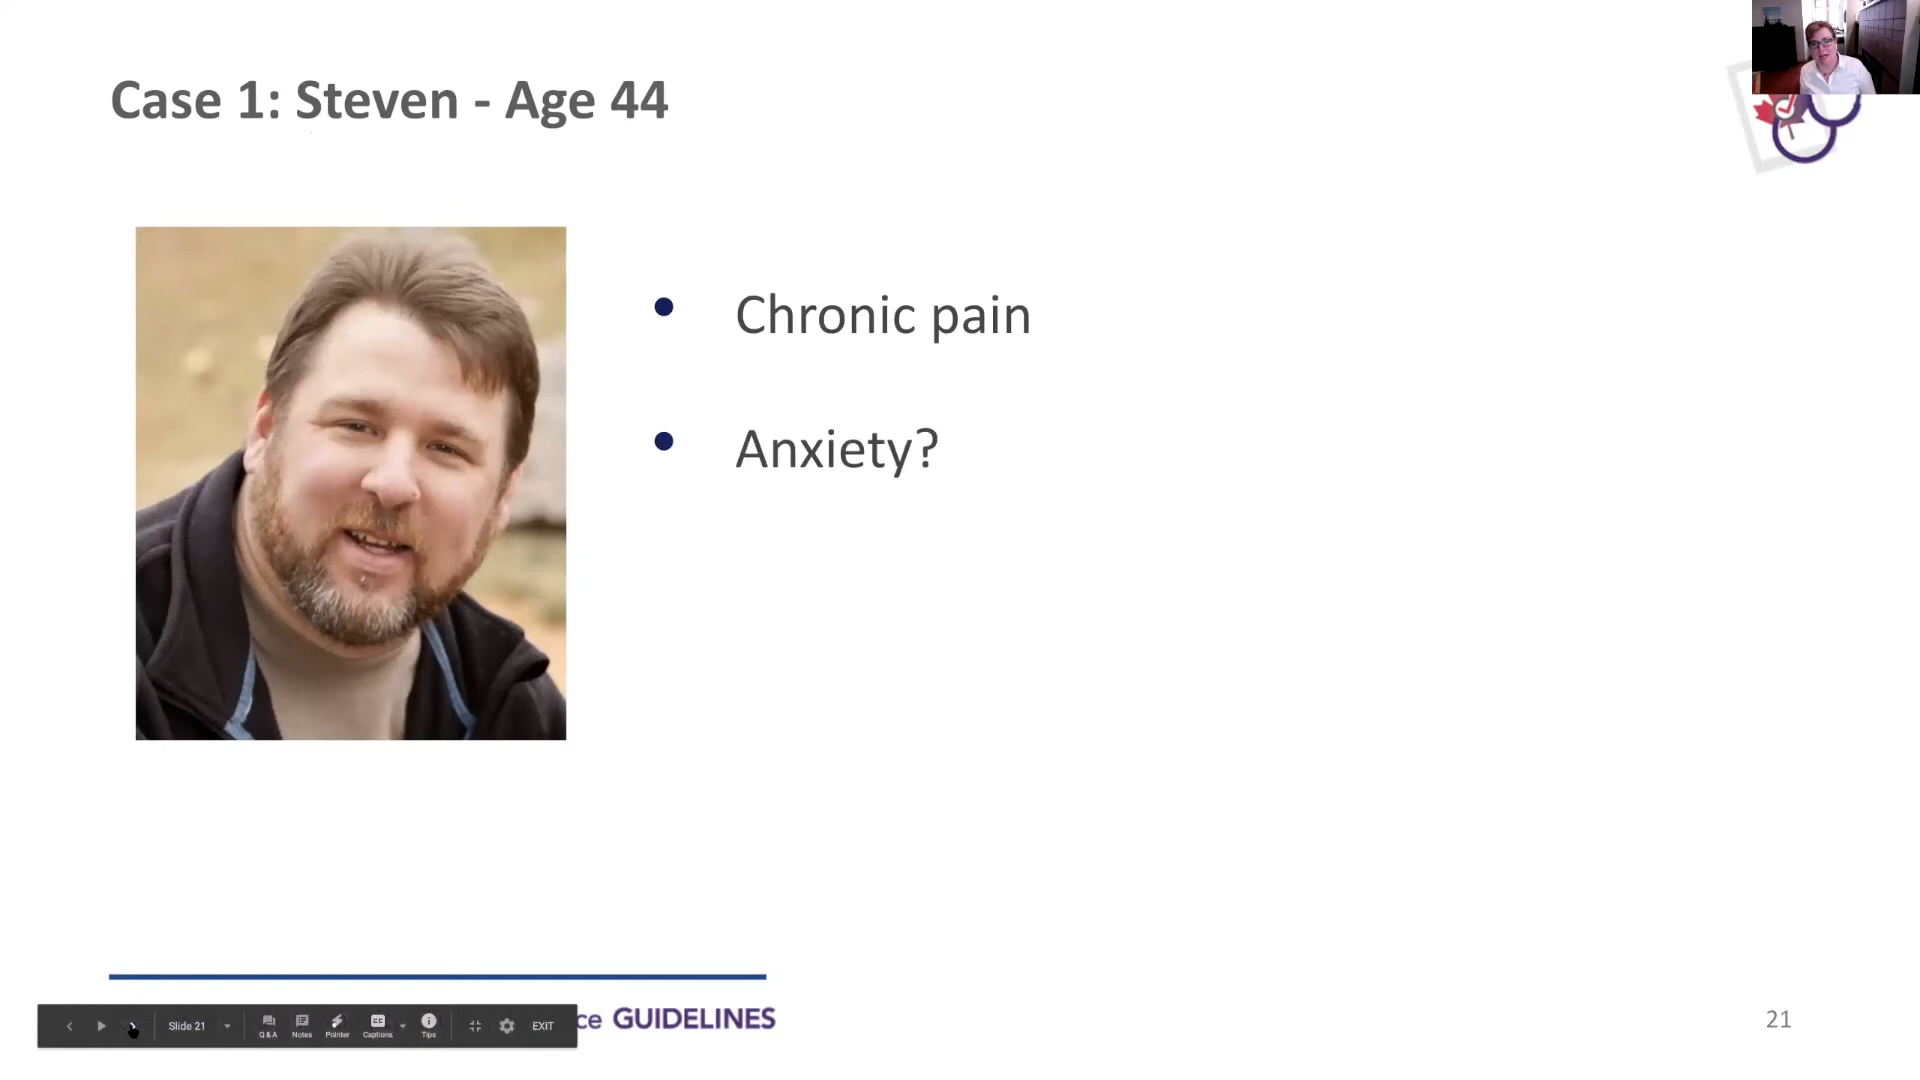 Case 1: Steven - Age 44
• Chronic pain
• Anxiety?
ce GUIDELINES
21
Slide 21
Q&A
Notes
Pointer
Captions
Tips
EXIT